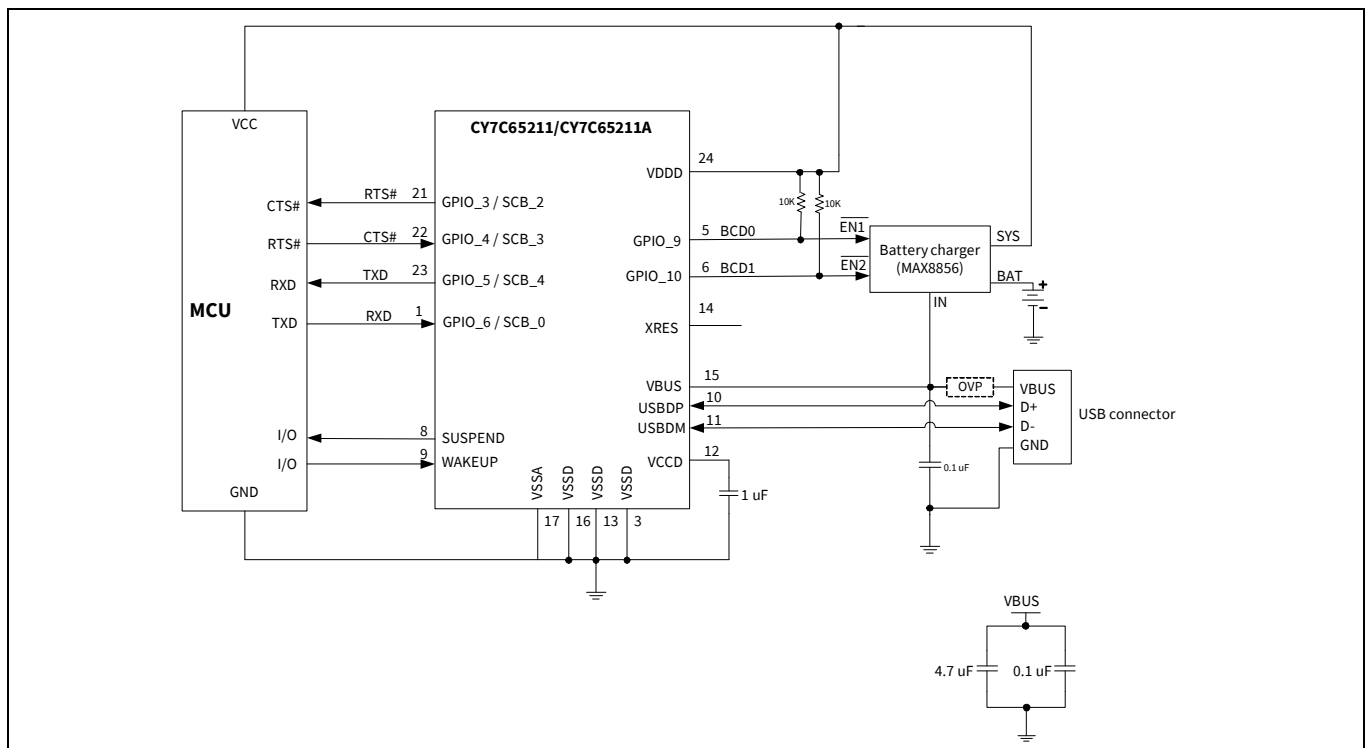 CY7C65211/CY7C65211A
VCC
24
VDDD
RTS# 21 GPIO_3 / SCB_2
CTS#
10K 10K
22
RTS# CTS# GPIO_4 / SCB_3
GPIO_9 5 BCD0 EN1
SYS
Battery charger
(MAX8856)
TXD 23 GPIO_5 / SCB_4
RXD
GPIO_10 6 BCD1 EN2
BAT
+
-
MCU
IN
TXD RXD 1 GPIO_6 / SCB_0
14
XRES
VBUS 15 OVP VBUS
USBDP 10 D+
USB connector
USBDM 11 D-
I/O 8 SUSPEND
GND
I/O 9 WAKEUP
VCCD 12
0.1 uF
GND
VSSA VSSD VSSD VSSD
1 uF
17 16 13 3
VBUS
4.7 uF 0.1 uF